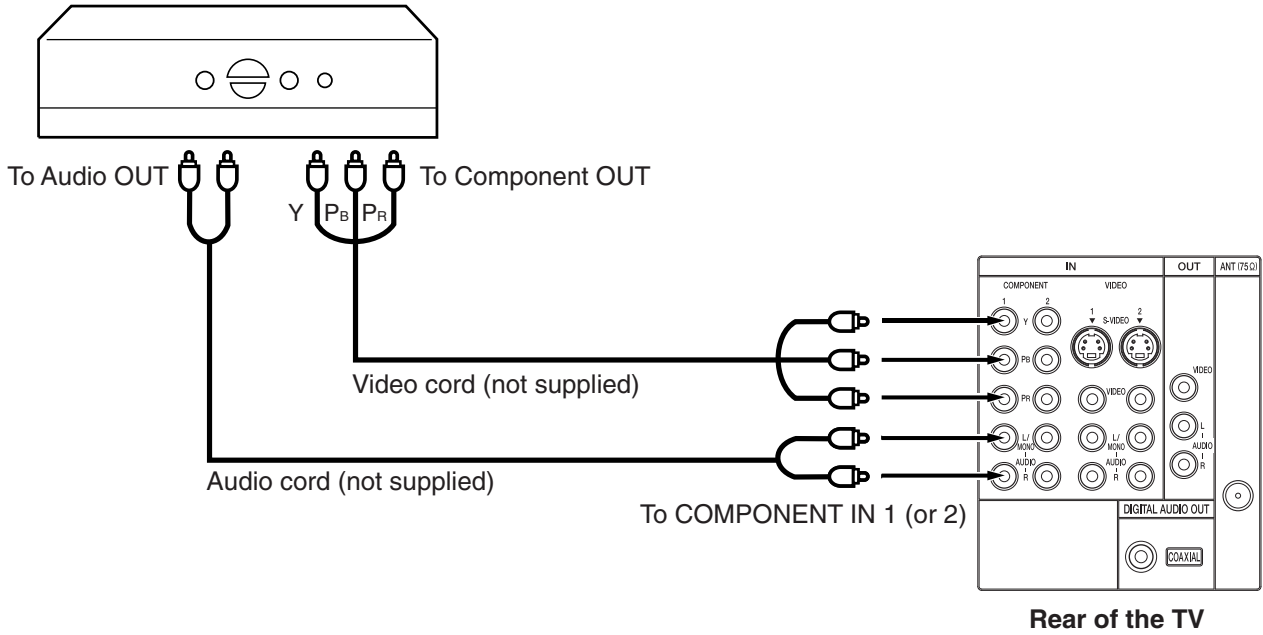 To Audio OUT
To Component OUT
Y PB PR
Video cord (not supplied)
Audio cord (not supplied)
To COMPONENT IN 1 (or 2)
IN OUT ANT (75Ω)
COMPONENT VIDEO
1 2
Y
1 S-VIDEO 2
PB
PR
VIDEO
L/
MONO
AUDIO
R
L/
MONO
AUDIO
R
VIDEO
L
AUDIO
R
DIGITAL AUDIO OUT
COAXIAL
Rear of the TV